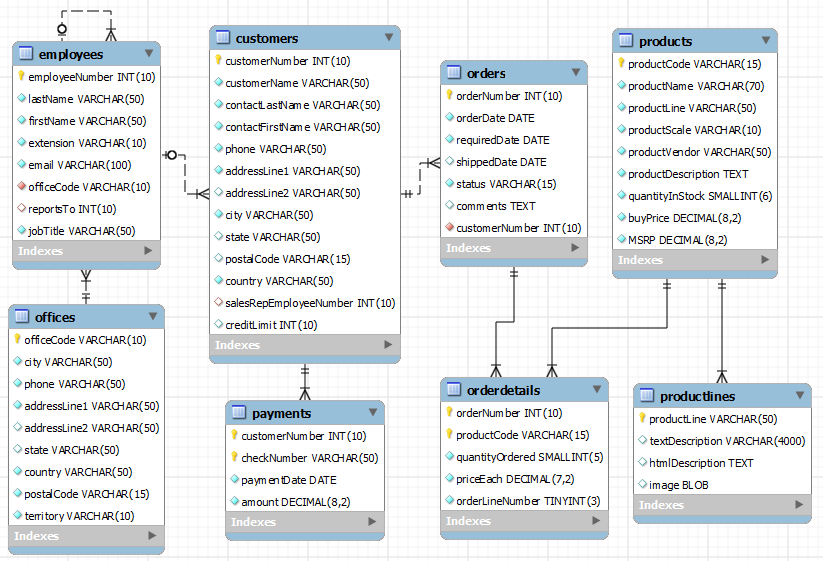 employees
employeeNumber INT(10)
lastName VARCHAR(50)
firstName VARCHAR(50)
extension VARCHAR(10)
email VARCHAR(100)
officeCode VARCHAR(10)
reportsTo INT(10)
jobTitle VARCHAR(50)
Indexes
offices
officeCode VARCHAR(10)
city VARCHAR(50)
phone VARCHAR(50)
addressLine1 VARCHAR(50)
addressLine2 VARCHAR(50)
state VARCHAR(50)
country VARCHAR(50)
postalCode VARCHAR(15)
territory VARCHAR(10)
Indexes
customers
customerNumber INT(10)
customerName VARCHAR(50)
contactLastName VARCHAR(50)
contactFirstName VARCHAR(50)
phone VARCHAR(50)
addressLine1 VARCHAR(50)
addressLine2 VARCHAR(50)
city VARCHAR(50)
state VARCHAR(50)
postalCode VARCHAR(15)
country VARCHAR(50)
salesRepEmployeeNumber INT(10)
creditLimit INT(10)
Indexes
payments
customerNumber INT(10)
checkNumber VARCHAR(50)
paymentDate DATE
amount DECIMAL(8,2)
Indexes
orders
orderNumber INT(10)
orderDate DATE
requiredDate DATE
shippedDate DATE
status VARCHAR(15)
comments TEXT
customerNumber INT(10)
Indexes
orderdetails
orderNumber INT(10)
productCode VARCHAR(15)
quantityOrdered SMALLINT(5)
priceEach DECIMAL(7,2)
orderLineNumber TINYINT(3)
Indexes
products
productCode VARCHAR(15)
productName VARCHAR(70)
productLine VARCHAR(50)
productScale VARCHAR(10)
productVendor VARCHAR(50)
productDescription TEXT
quantityInStock SMALLINT(6)
buyPrice DECIMAL(8,2)
MSRP DECIMAL(8,2)
Indexes
productlines
productLine VARCHAR(50)
textDescription VARCHAR(4000)
htmlDescription TEXT
image BLOB
Indexes